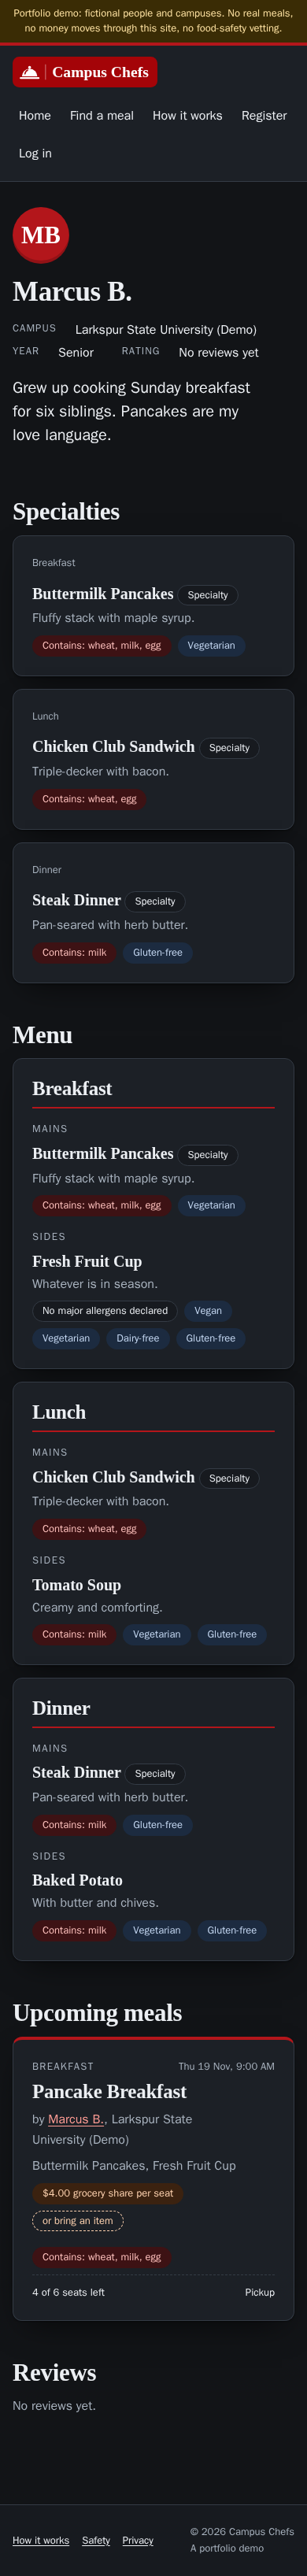 Portfolio demo: fictional people and campuses. No real meals,
no money moves through this site, no food-safety vetting.
Campus Chefs
Home Find a meal How it works Register
Log in
MB
Marcus B.
CAMPUS Larkspur State University (Demo)
YEAR Senior RATING No reviews yet
Grew up cooking Sunday breakfast
for six siblings. Pancakes are my
love language.
Specialties
Breakfast
Buttermilk Pancakes Specialty
Fluffy stack with maple syrup.
Contains: wheat, milk, egg Vegetarian
Lunch
Chicken Club Sandwich Specialty
Triple-decker with bacon.
Contains: wheat, egg
Dinner
Steak Dinner Specialty
Pan-seared with herb butter.
Contains: milk Gluten-free
Menu
Breakfast
MAINS
Buttermilk Pancakes Specialty
Fluffy stack with maple syrup.
Contains: wheat, milk, egg Vegetarian
SIDES
Fresh Fruit Cup
Whatever is in season.
No major allergens declared Vegan
Vegetarian Dairy-free Gluten-free
Lunch
MAINS
Chicken Club Sandwich Specialty
Triple-decker with bacon.
Contains: wheat, egg
SIDES
Tomato Soup
Creamy and comforting.
Contains: milk Vegetarian Gluten-free
Dinner
MAINS
Steak Dinner Specialty
Pan-seared with herb butter.
Contains: milk Gluten-free
SIDES
Baked Potato
With butter and chives.
Contains: milk Vegetarian Gluten-free
Upcoming meals
BREAKFAST Thu 19 Nov, 9:00 AM
Pancake Breakfast
by Marcus B., Larkspur State
University (Demo)
Buttermilk Pancakes, Fresh Fruit Cup
$4.00 grocery share per seat
or bring an item
Contains: wheat, milk, egg
4 of 6 seats left Pickup
Reviews
No reviews yet.
How it works Safety Privacy © 2026 Campus Chefs
A portfolio demo